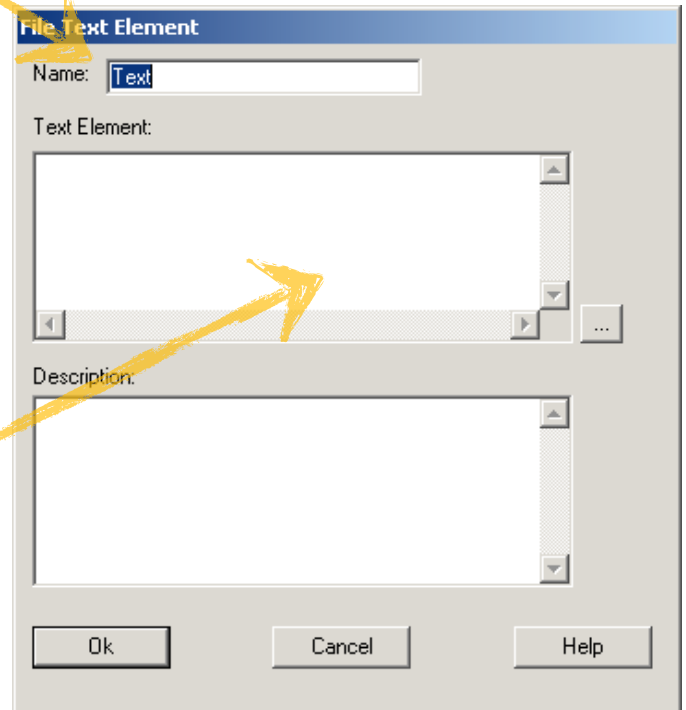 File Text Element
Name: Text
Text Element:
...
Description:
Ok Cancel Help